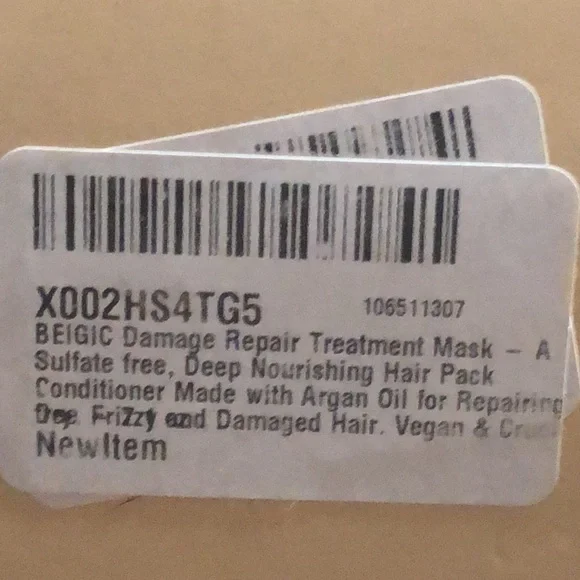 X002HS4TG5 106511307
BEIGIC Damage Repair Treatment Mask – A
Sulfate free, Deep Nourishing Hair Pack
Conditioner Made with Argan Oil for Repairing
Frizzy and Damaged Hair. Vegan &
NewItem